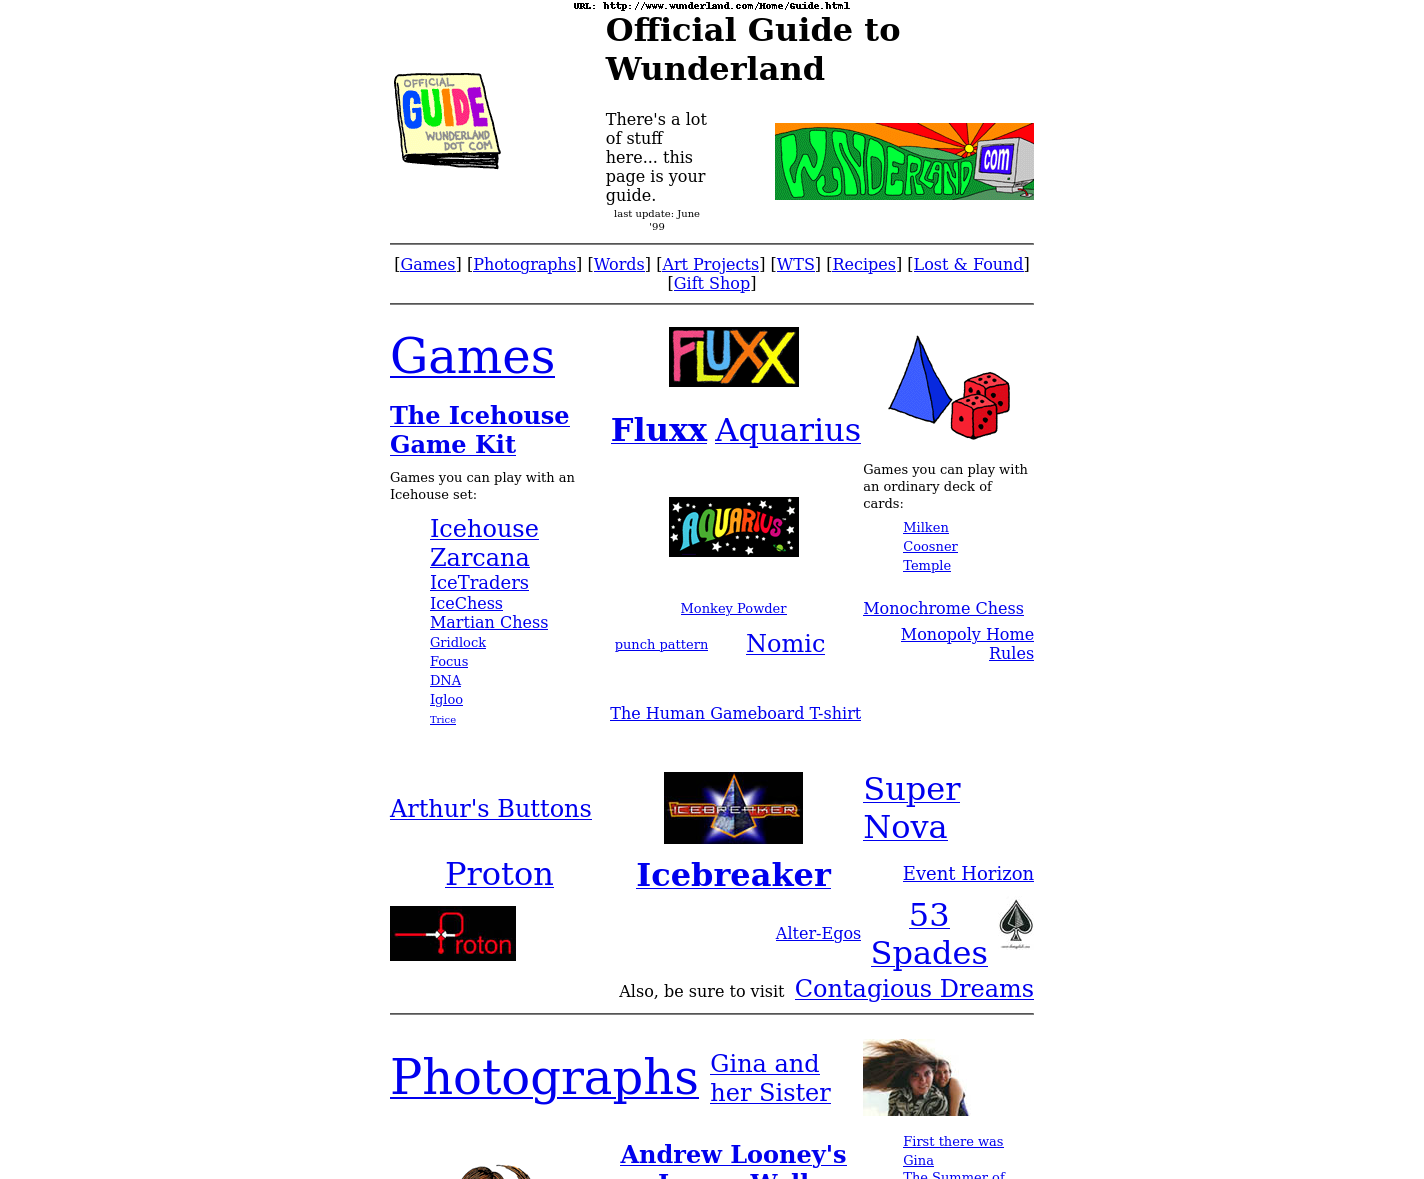 URL: http://www.wunderland.com/Home/Guide.html
Official Guide to
Wunderland
OFFICIAL
GUIDE
WUNDERLAND
DOT COM
There's a lot
of stuff
here... this
page is your
guide.
last update: June
'99
WUNDERLAND
COM
[Games] [Photographs] [Words] [Art Projects] [WTS] [Recipes] [Lost & Found]
[Gift Shop]
Games
The Icehouse
Game Kit
Games you can play with an
Icehouse set:
Icehouse
Zarcana
IceTraders
IceChess
Martian Chess
Gridlock
Focus
DNA
Igloo
Trice
FLUXX
Fluxx Aquarius
AQUARIUS
Monkey Powder
punch pattern
Nomic
The Human Gameboard T-shirt
Games you can play with
an ordinary deck of
cards:
Milken
Coosner
Temple
Monochrome Chess
Monopoly Home
Rules
Arthur's Buttons
ICEBREAKER
Super
Nova
Proton
Icebreaker
Event Horizon
Proton
Alter-Egos
53
Spades
Also, be sure to visit Contagious Dreams
Photographs
Gina and
her Sister
Andrew Looney's
First there was
Gina
The Summer of